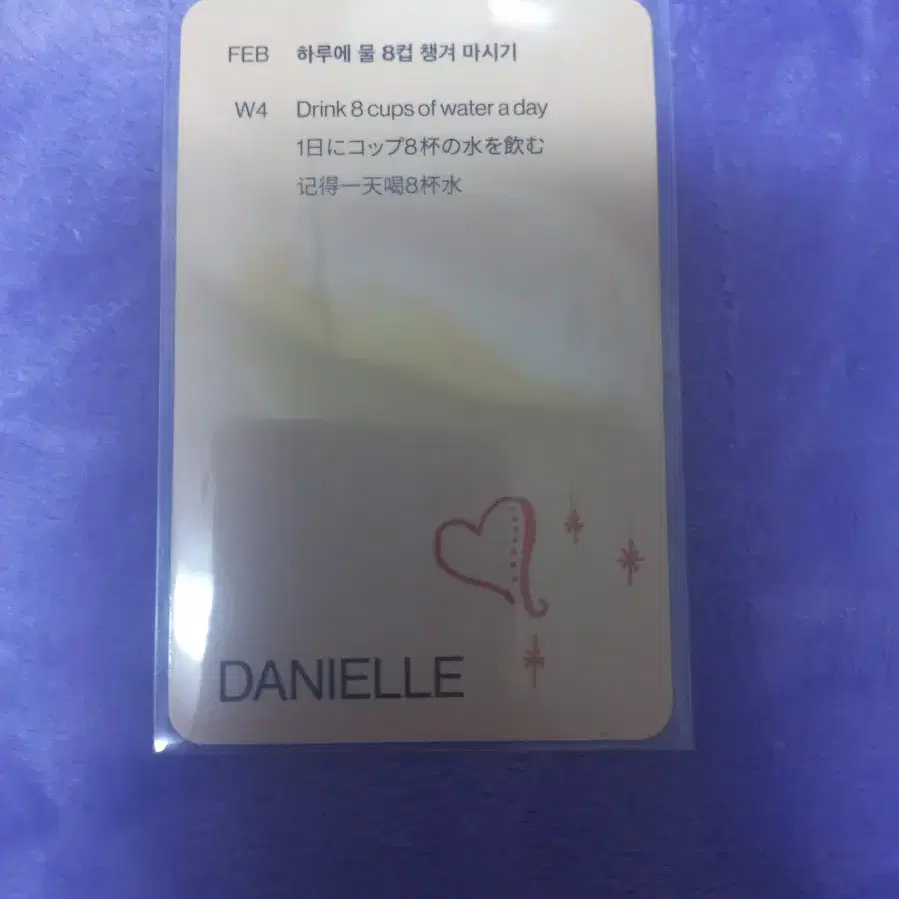 FEB 하루에 물 8컵 챙겨 마시기
W4 Drink 8 cups of water a day
1日にコップ8杯の水を飲む
记得一天喝8杯水
DANIELLE